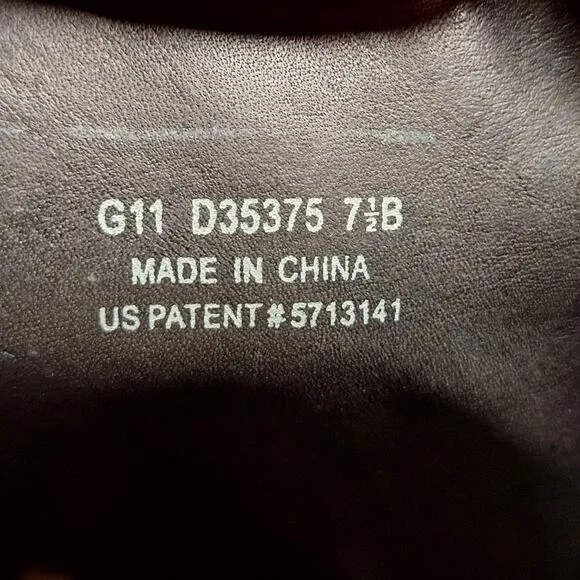 G11 D35375 7½B
MADE IN CHINA
US PATENT #5713141